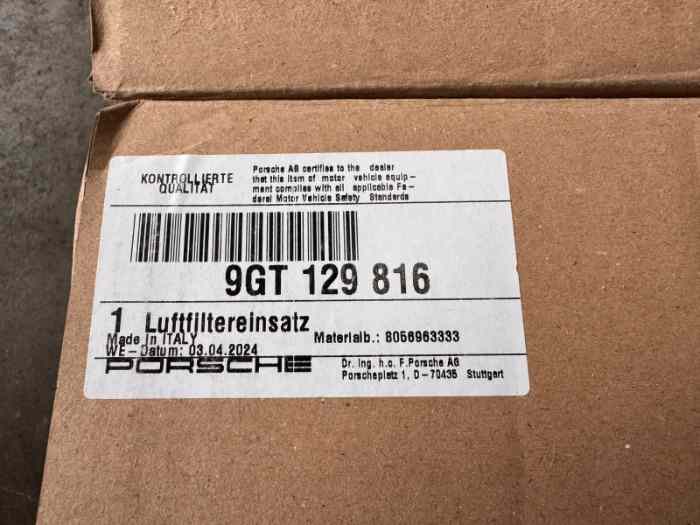 KONTROLLIERTE
QUALITÄT
Porsche AG certifies to the dealer
that this item of motor vehicle equip-
ment complies with all applicable Fe-
deral Motor Vehicle Safety Standards
9GT 129 816
1 Luftfiltereinsatz
Made in ITALY
Materialb.: 8056963333
WE-Datum: 03.04.2024
PORSCHE
Dr. Ing. h.c. F.Porsche AG
Porscheplatz 1, D-70435 Stuttgart